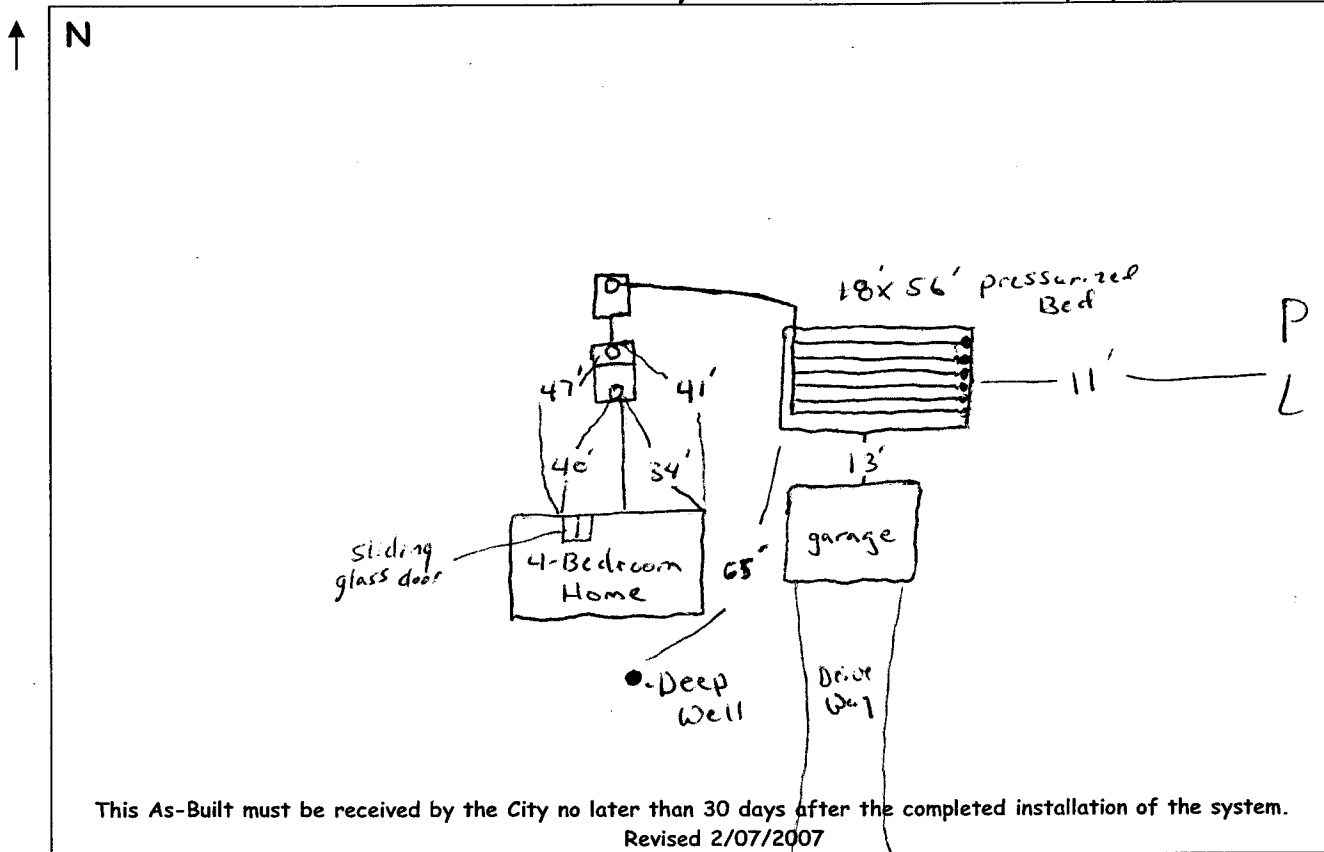 N
18' x 56' pressurized
Bed
P
L
11'
47'
41'
40'
34'
13'
Sliding
glass door
4-Bedroom
Home
65'
garage
Deep
Well
Drive
Way
This As-Built must be received by the City no later than 30 days after the completed installation of the system.
Revised 2/07/2007